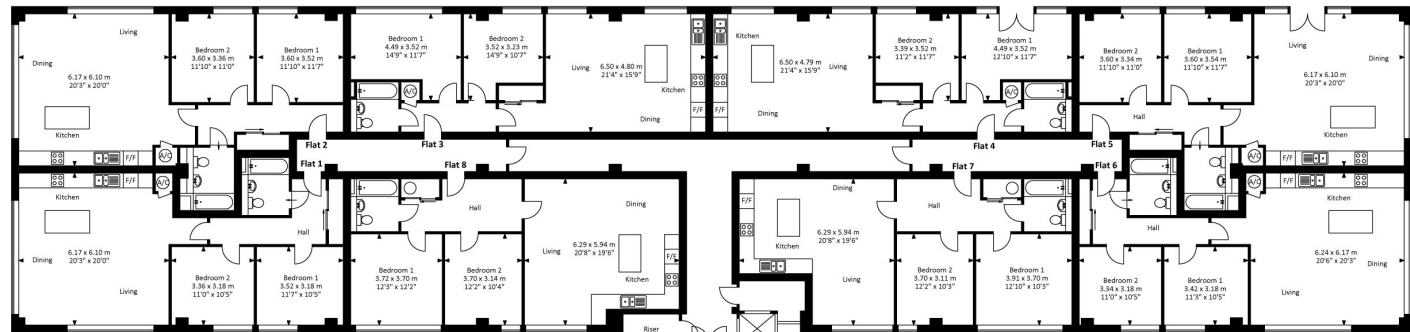 Living
Dining
6.17 x 6.10 m
20'3" x 20'0"
Kitchen
F/F
A/C
Bedroom 2
3.60 x 3.36 m
11'10" x 11'0"
Bedroom 1
3.60 x 3.52 m
11'10" x 11'7"
Flat 2
Flat 1
Bedroom 1
4.49 x 3.52 m
14'9" x 11'7"
A/C
Bedroom 2
3.52 x 3.23 m
14'9" x 10'7"
Living
6.50 x 4.80 m
21'4" x 15'9"
Kitchen
F/F
Dining
Flat 3
Flat 8
Kitchen
6.50 x 4.79 m
21'4" x 15'9"
Living
F/F
Dining
Bedroom 2
3.39 x 3.52 m
11'2" x 11'7"
Bedroom 1
4.49 x 3.52 m
12'10" x 11'7"
A/C
Flat 4
Flat 7
Bedroom 2
3.60 x 3.34 m
11'10" x 11'0"
Bedroom 1
3.60 x 3.54 m
11'10" x 11'7"
Hall
Flat 5
Flat 6
Living
Dining
6.17 x 6.10 m
20'3" x 20'0"
Kitchen
A/C
F/F
F/F
A/C
Kitchen
6.17 x 6.10 m
20'3" x 20'0"
Dining
Living
Hall
Bedroom 2
3.36 x 3.18 m
11'0" x 10'5"
Bedroom 1
3.52 x 3.18 m
11'7" x 10'5"
Hall
Bedroom 1
3.72 x 3.70 m
12'3" x 12'2"
Bedroom 2
3.70 x 3.14 m
12'2" x 10'4"
Dining
6.29 x 5.94 m
20'8" x 19'6"
Living
F/F
Kitchen
Riser
Dining
F/F
6.29 x 5.94 m
20'8" x 19'6"
Kitchen
Living
Hall
Bedroom 2
3.70 x 3.11 m
12'2" x 10'3"
Bedroom 1
3.91 x 3.70 m
12'10" x 10'3"
Hall
Bedroom 2
3.34 x 3.18 m
11'0" x 10'5"
Bedroom 1
3.42 x 3.18 m
11'3" x 10'5"
A/C
F/F
Kitchen
6.24 x 6.17 m
20'6" x 20'3"
Dining
Living